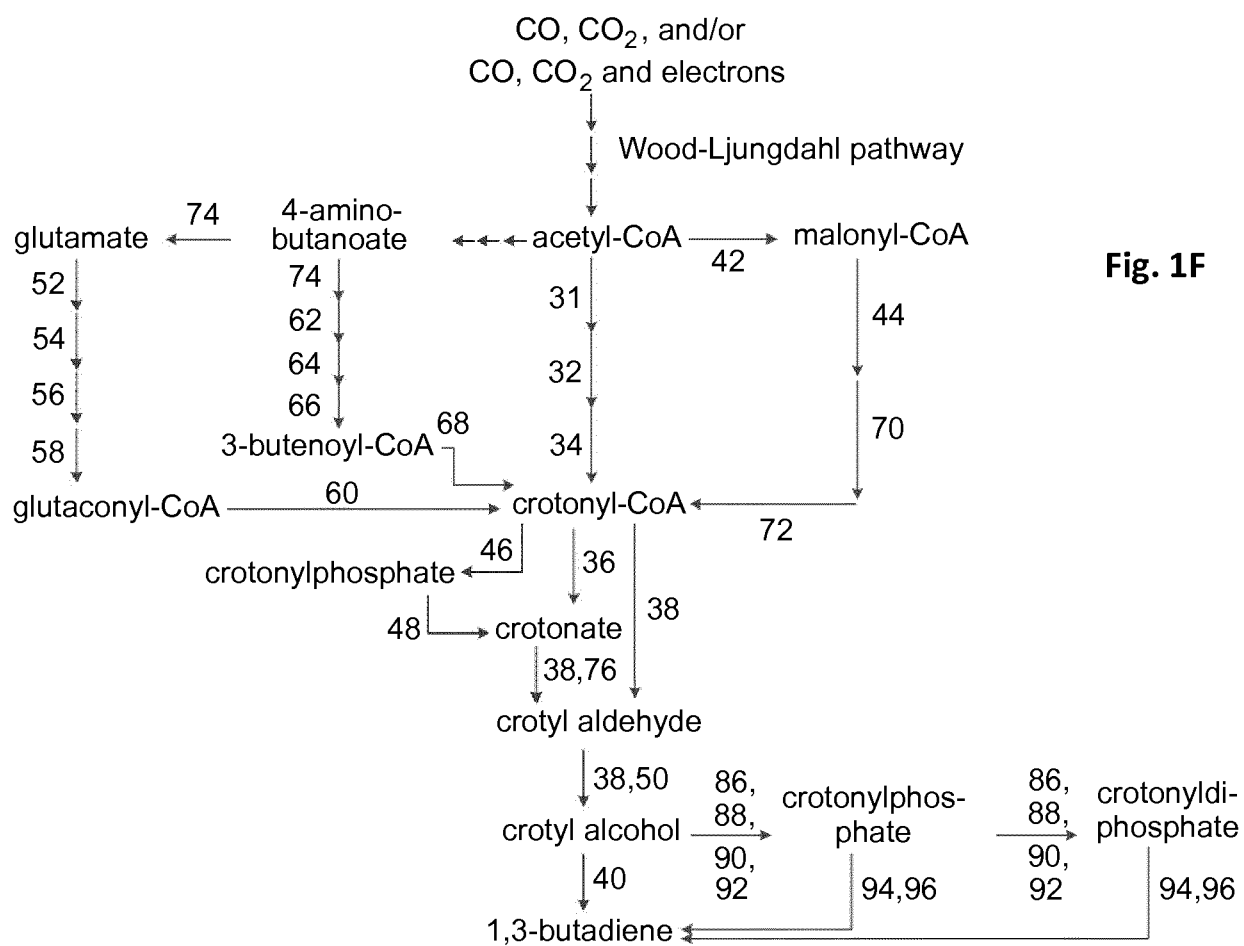 CO, CO2, and/or
CO, CO2 and electrons
Wood-Ljungdahl pathway
glutamate
74
4-amino-
butanoate
acetyl-CoA
42
malonyl-CoA
Fig. 1F
52
54
56
58
74
62
64
66
31
32
34
44
70
3-butenoyl-CoA
68
glutaconyl-CoA
60
crotonyl-CoA
72
46
36
38
crotonylphosphate
48
crotonate
38,76
crotyl aldehyde
38,50
crotyl alcohol
86,
88,
90,
92
crotonylphos-
phate
86,
88,
90,
92
crotonyldi-
phosphate
40
94,96
94,96
1,3-butadiene